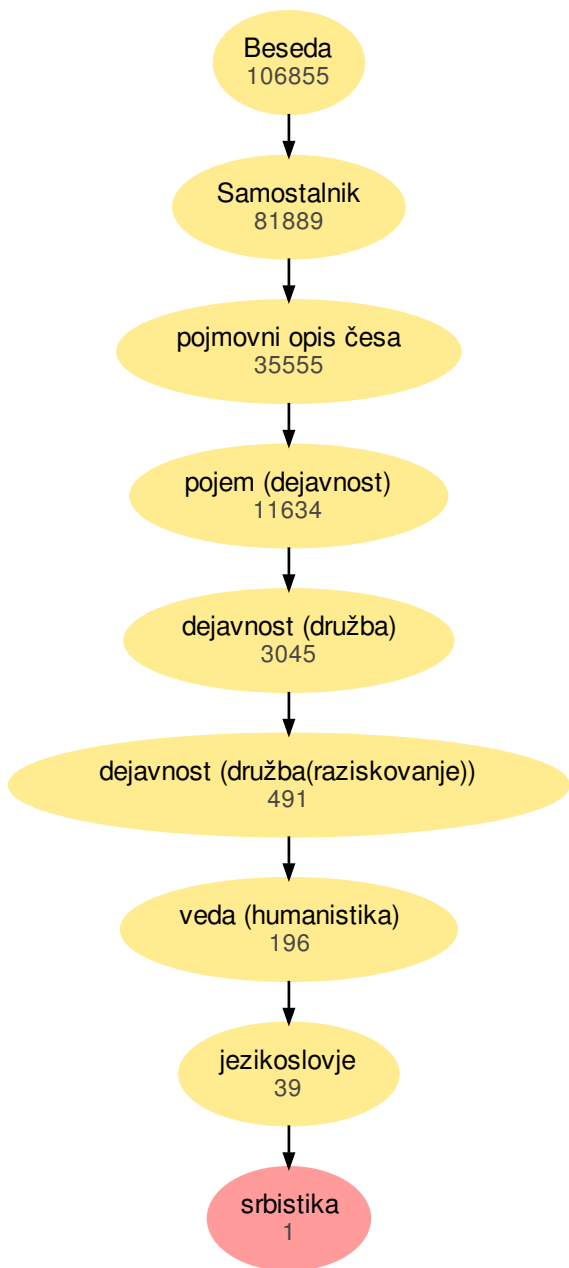 Beseda
106855
Samostalnik
81889
pojmovni opis česa
35555
pojem (dejavnost)
11634
dejavnost (družba)
3045
dejavnost (družba(raziskovanje))
491
veda (humanistika)
196
jezikoslovje
39
srbistika
1